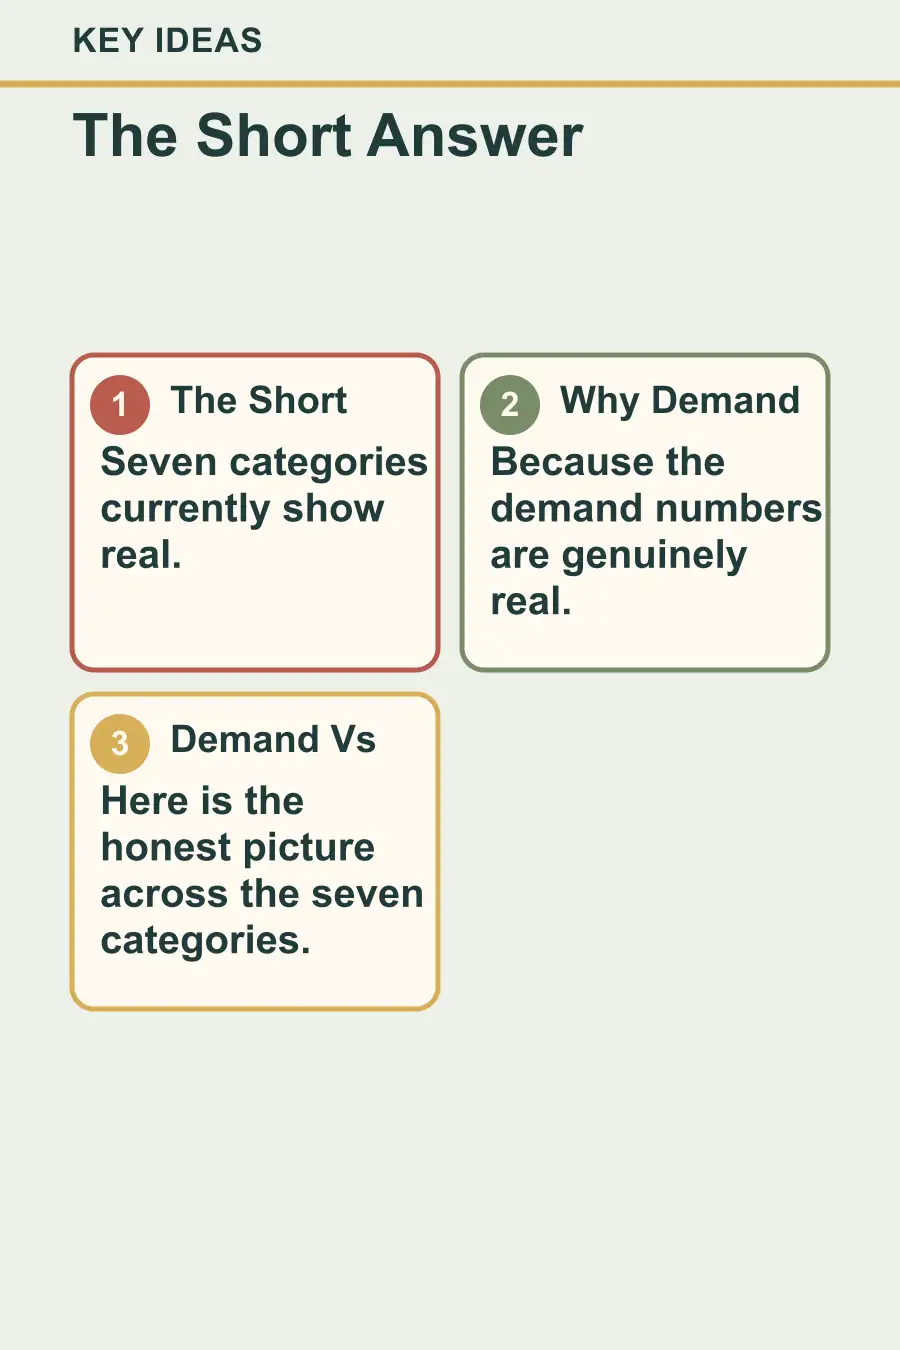 KEY IDEAS
The Short Answer
1 The Short
Seven categories
currently show
real.
2 Why Demand
Because the
demand numbers
are genuinely
real.
3 Demand Vs
Here is the
honest picture
across the seven
categories.